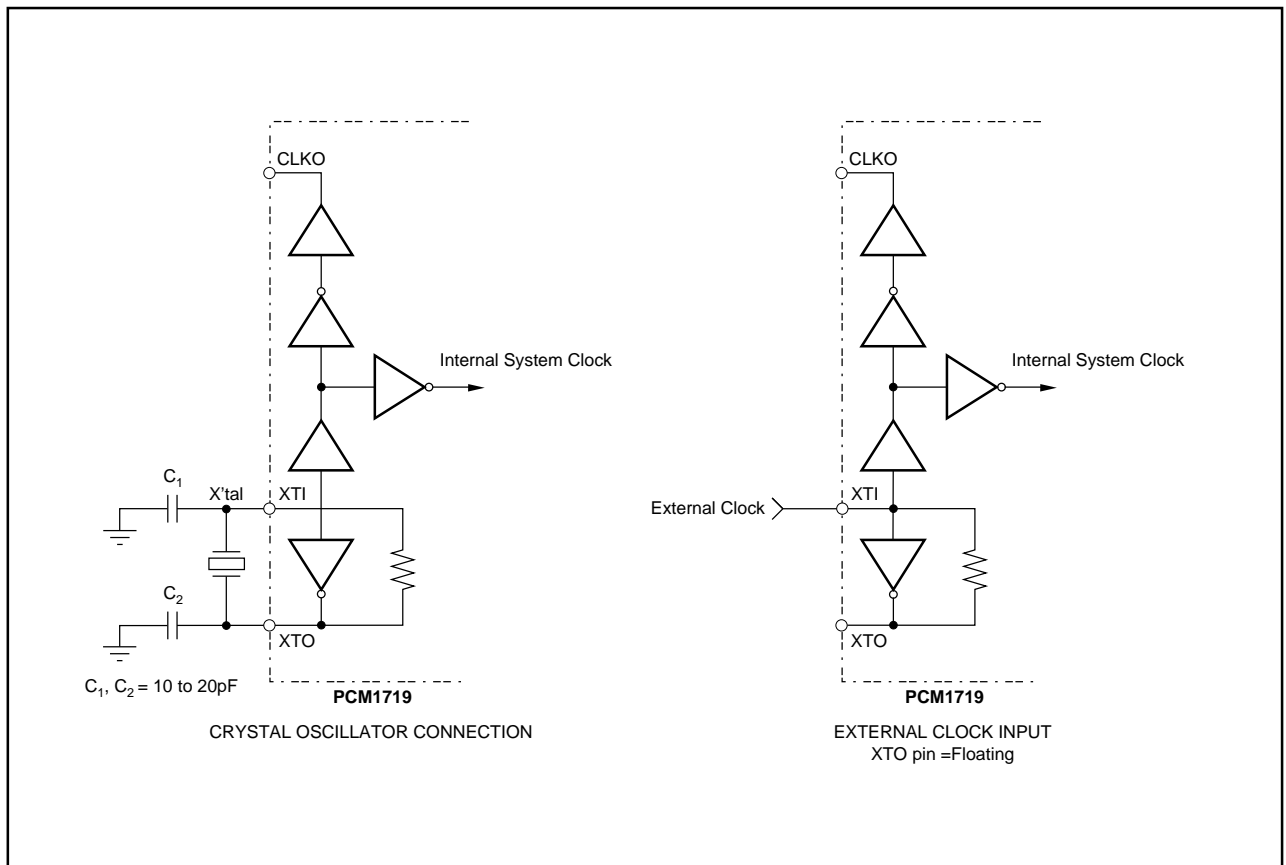 CLKO
Internal System Clock
C₁
X'tal
XTI
C₂
XTO
C₁, C₂ = 10 to 20pF
PCM1719
CRYSTAL OSCILLATOR CONNECTION
CLKO
Internal System Clock
XTI
External Clock
XTO
PCM1719
EXTERNAL CLOCK INPUT
XTO pin =Floating